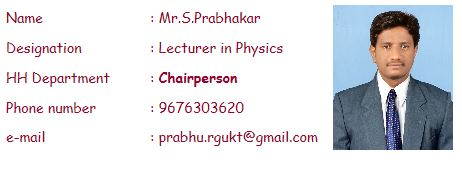 Name : Mr.S.Prabhakar
Designation : Lecturer in Physics
HH Department : Chairperson
Phone number : 9676303620
e-mail : prabhu.rgukt@gmail.com